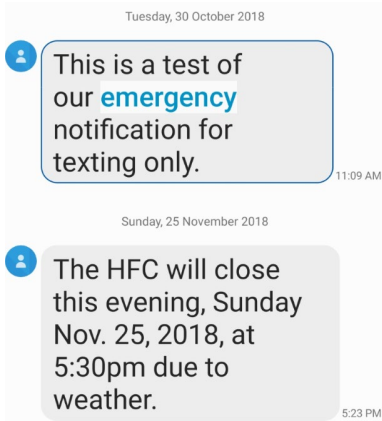 Tuesday, 30 October 2018
This is a test of
our emergency
notification for
texting only.
11:09 AM
Sunday, 25 November 2018
The HFC will close
this evening, Sunday
Nov. 25, 2018, at
5:30pm due to
weather.
5:23 PM